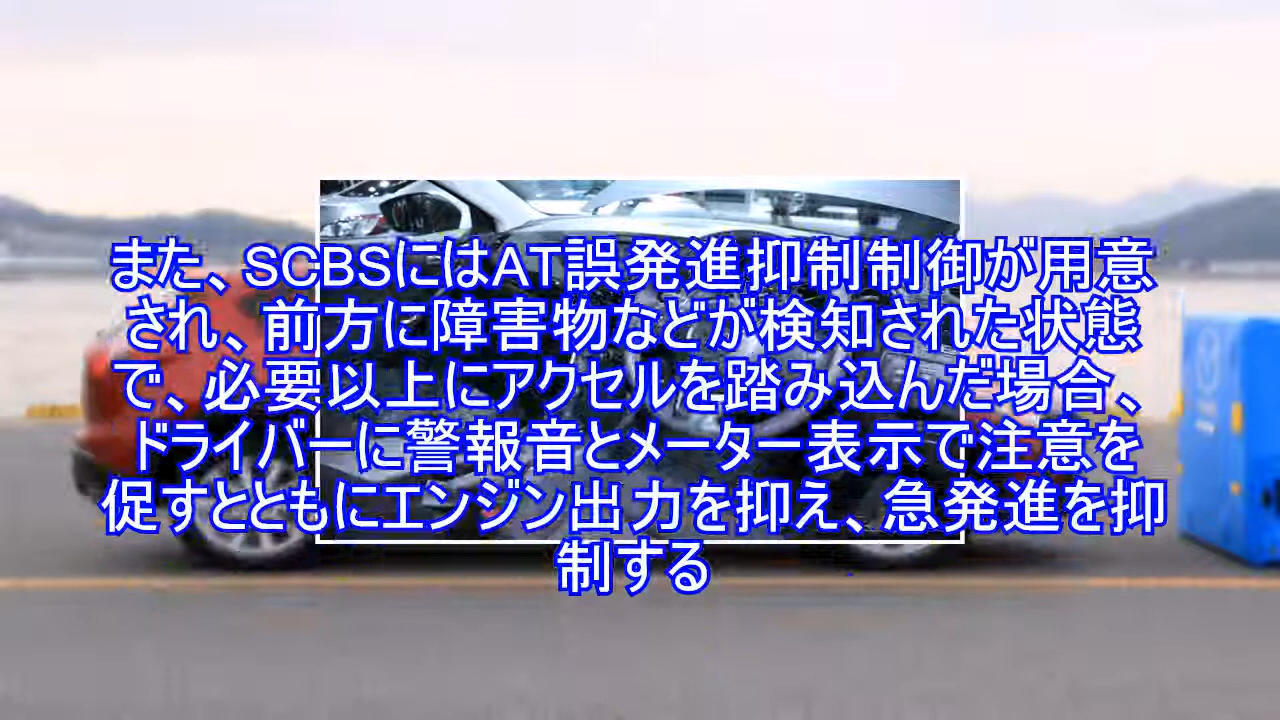 また、SCBSにはAT誤発進抑制制御が用意
され、前方に障害物などが検知された状態
で、必要以上にアクセルを踏み込んだ場合、
ドライバーに警報音とメーター表示で注意を
促すとともにエンジン出力を抑え、急発進を抑
制する